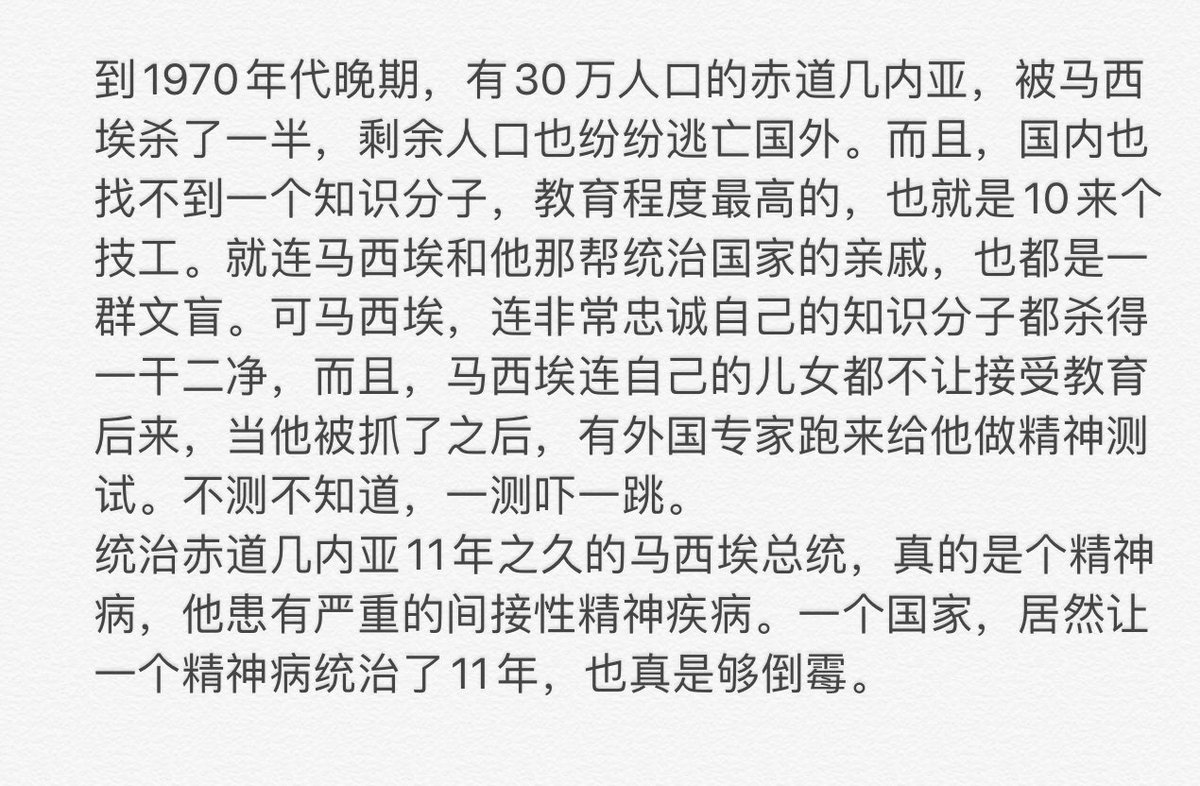 到1970年代晚期，有30万人口的赤道几内亚，被马西
埃杀了一半，剩余人口也纷纷逃亡国外。而且，国内也
找不到一个知识分子，教育程度最高的，也就是10来个
技工。就连马西埃和他那帮统治国家的亲戚，也都是一
群文盲。可马西埃，连非常忠诚自己的知识分子都杀得
一干二净，而且，马西埃连自己的儿女都不让接受教育
后来，当他被抓了之后，有外国专家跑来给他做精神测
试。不测不知道，一测吓一跳。
统治赤道几内亚11年之久的马西埃总统，真的是个精神
病，他患有严重的间接性精神疾病。一个国家，居然让
一个精神病统治了11年，也真是够倒霉。